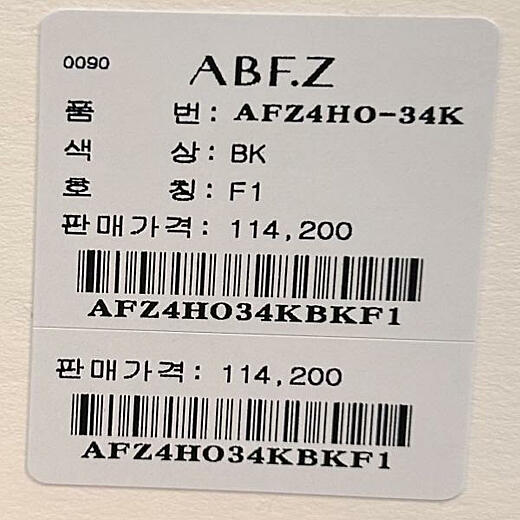 0090 ABF.Z
품 번: AFZ4HO-34K
색 상: BK
호 칭: F1
판매가격: 114,200
AFZ4HO34KBKF1
판매가격: 114,200
AFZ4HO34KBKF1